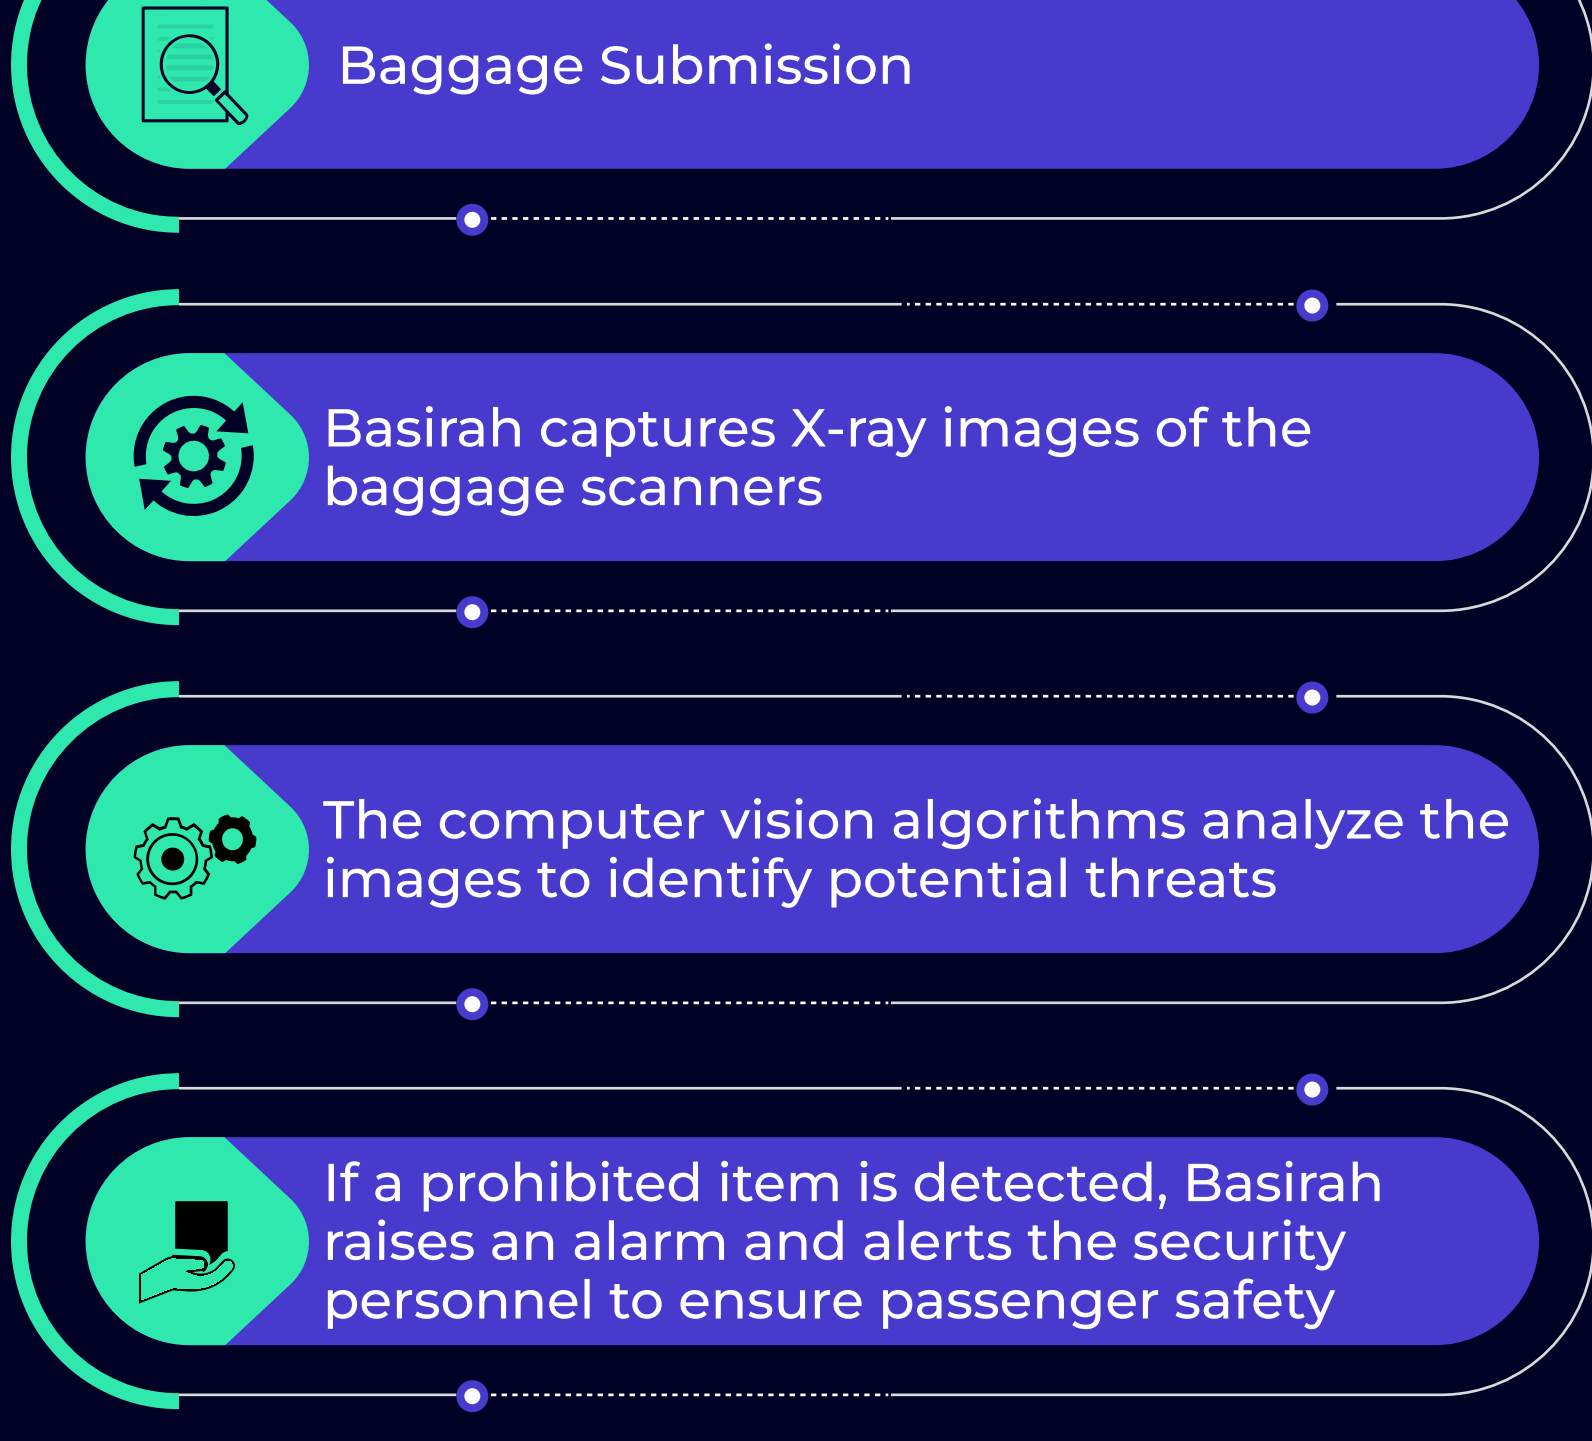 Baggage Submission
Basirah captures X-ray images of the
baggage scanners
The computer vision algorithms analyze the
images to identify potential threats
If a prohibited item is detected, Basirah
raises an alarm and alerts the security
personnel to ensure passenger safety